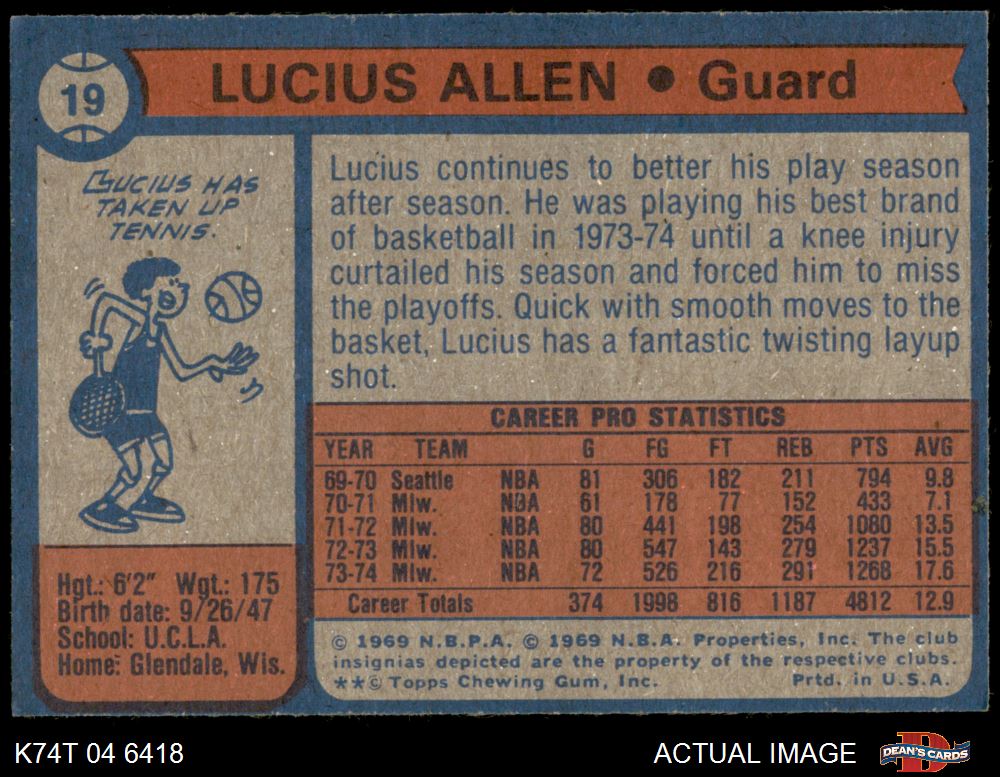 19
LUCIUS ALLEN • Guard
LUCIUS HAS
TAKEN UP
TENNIS.
Hgt.: 6'2" Wgt.: 175
Birth date: 9/26/47
School: U.C.L.A.
Home: Glendale, Wis.
Lucius continues to better his play season
after season. He was playing his best brand
of basketball in 1973-74 until a knee injury
curtailed his season and forced him to miss
the playoffs. Quick with smooth moves to the
basket, Lucius has a fantastic twisting layup
shot.
CAREER PRO STATISTICS
YEAR TEAM G FG FT REB PTS AVG
69-70 Seattle NBA 81 306 182 211 794 9.8
70-71 Mlw. NBA 61 178 77 152 433 7.1
71-72 Mlw. NBA 80 441 198 254 1080 13.5
72-73 Mlw. NBA 80 547 143 279 1237 15.5
73-74 Mlw. NBA 72 526 216 291 1268 17.6
Career Totals 374 1998 816 1187 4812 12.9
© 1969 N.B.P.A. © 1969 N.B.A. Properties, Inc. The club
insignias depicted are the property of the respective clubs.
**© Topps Chewing Gum, Inc. Prtd. in U.S.A.
K74T 04 6418
ACTUAL IMAGE
DEAN'S CARDS